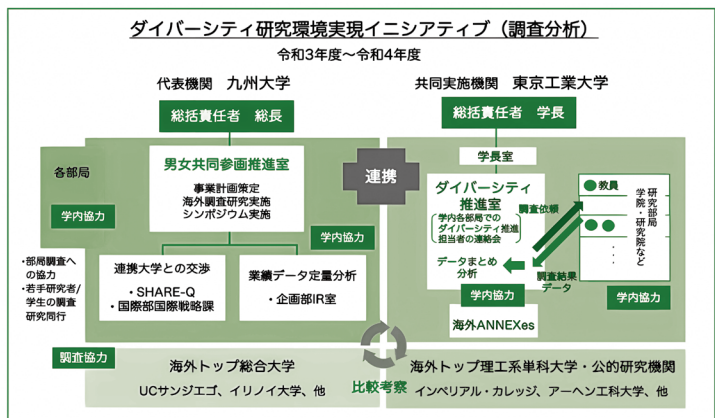 ダイバーシティ研究環境実現イニシアティブ（調査分析）
令和3年度～令和4年度
代表機関　九州大学
総括責任者　総長
各部局
男女共同参画推進室
事業計画策定
海外調査研究実施
シンポジウム実施
学内協力
学内協力
・部局調査へ
の協力
・若手研究者/
学生の調査
研究同行
連携大学との交渉
・SHARE-Q
・国際部国際戦略課
業績データ定量分析
・企画部IR室
調査協力
海外トップ総合大学
UCサンジエゴ、イリノイ大学、他
連携
比較考察
共同実施機関　東京工業大学
総括責任者　学長
学長室
ダイバーシティ
推進室
学内各部局での
ダイバーシティ推進
担当者の連絡会
データまとめ
分析
学内協力
海外ANNEXes
調査依頼
調査結果
データ
教員
・
・
・
研究部局
学院・研究院など
学内協力
海外トップ理工系単科大学・公的研究機関
インペリアル・カレッジ、アーヘン工科大学、他